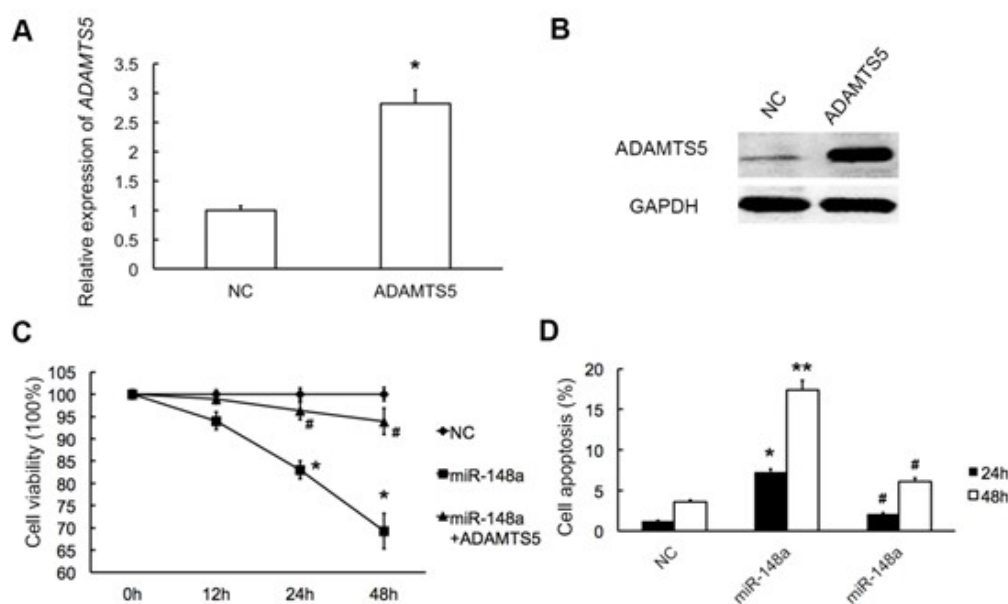 A
Relative expression of ADAMTS5
3.5
3
2.5
2
1.5
1
0.5
0
*
NC
ADAMTS5
B
NC
ADAMTS5
ADAMTS5
GAPDH
C
Cell viability (100%)
105
100
95
90
85
80
75
70
65
60
#
#
*
*
0h
12h
24h
48h
NC
miR-148a
miR-148a
+ADAMTS5
D
Cell apoptosis (%)
20
15
10
5
0
*
**
#
#
NC
miR-148a
miR-148a
24h
48h